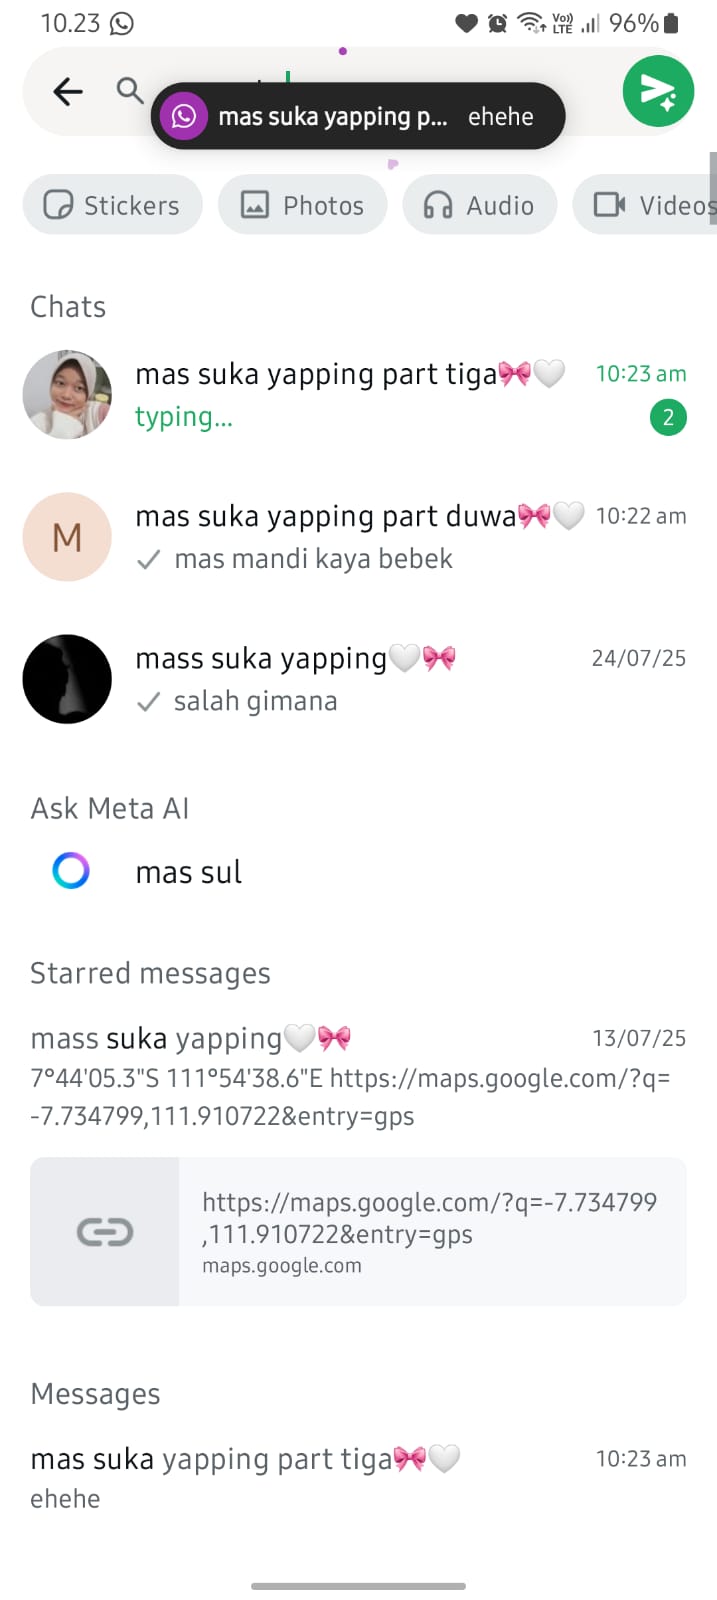 10.23 Vo)) LTE 96%
mas suka yapping p... ehehe
Stickers Photos Audio Videos
Chats
mas suka yapping part tiga🎀🤍 10:23 am
typing... 2
M mas suka yapping part duwa🎀🤍 10:22 am
mas mandi kaya bebek
mass suka yapping🤍🎀 24/07/25
salah gimana
Ask Meta AI
mas sul
Starred messages
mass suka yapping🤍🎀 13/07/25
7°44'05.3"S 111°54'38.6"E https://maps.google.com/?q=
-7.734799,111.910722&entry=gps
https://maps.google.com/?q=-7.734799
,111.910722&entry=gps
maps.google.com
Messages
mas suka yapping part tiga🎀🤍 10:23 am
ehehe